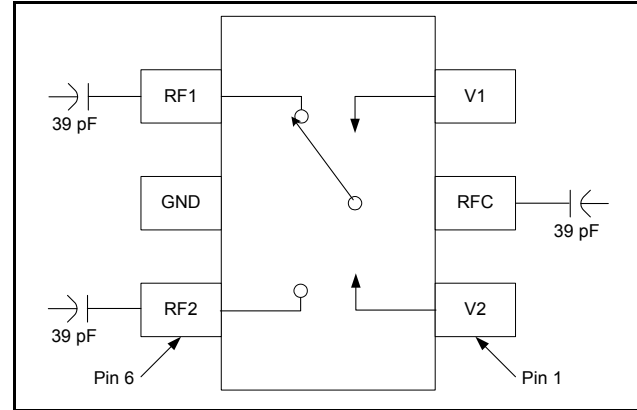 RF1
V1
39 pF
GND
RFC
39 pF
RF2
V2
39 pF
Pin 6
Pin 1